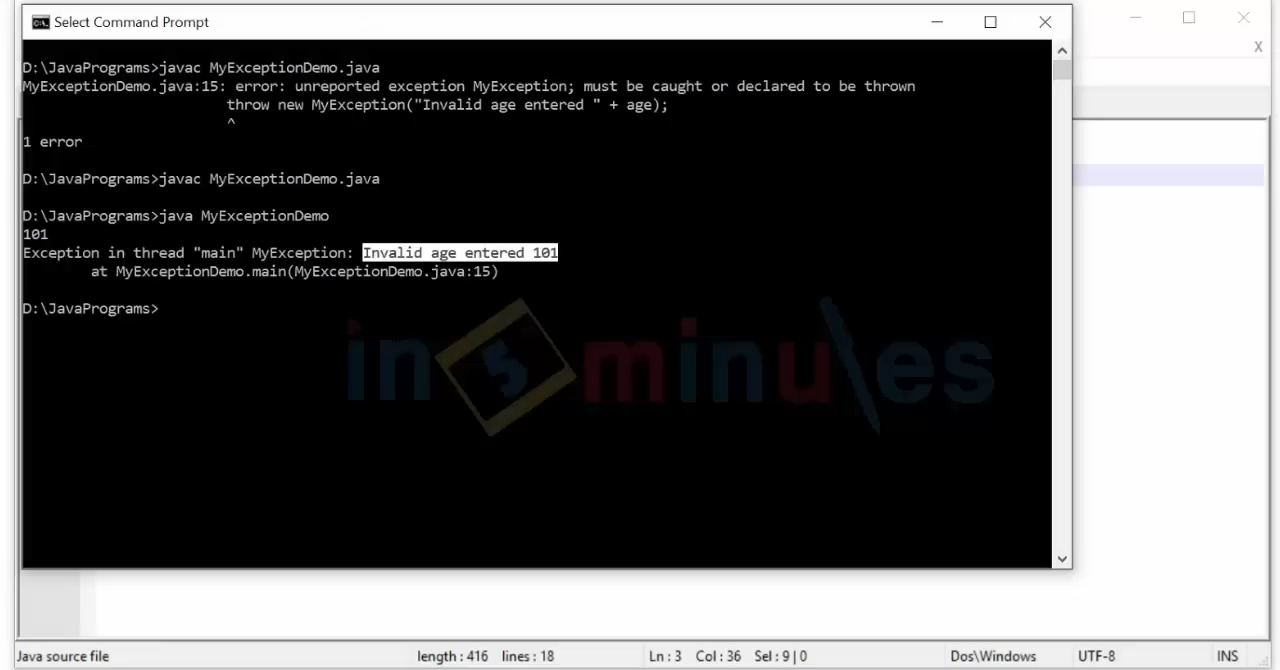 Select Command Prompt
X
D:\JavaPrograms>javac MyExceptionDemo.java
MyExceptionDemo.java:15: error: unreported exception MyException; must be caught or declared to be thrown
throw new MyException("Invalid age entered " + age);
^
1 error
D:\JavaPrograms>javac MyExceptionDemo.java
D:\JavaPrograms>java MyExceptionDemo
101
Exception in thread "main" MyException: Invalid age entered 101
at MyExceptionDemo.main(MyExceptionDemo.java:15)
D:\JavaPrograms>
in 5 minutes
Java source file length : 416 lines : 18 Ln : 3 Col : 36 Sel : 9 | 0 Dos\Windows UTF-8 INS